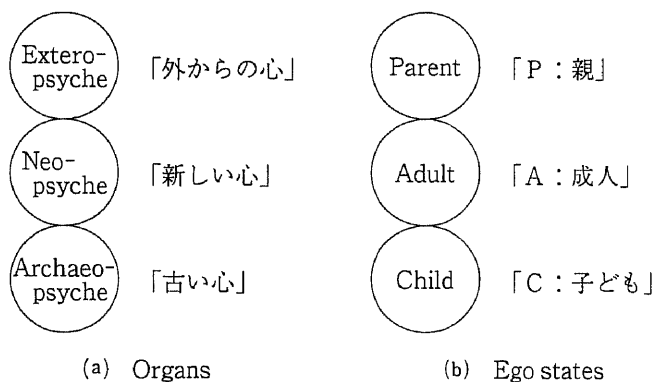 Extero-
psyche
「外からの心」
Parent
「P:親」
Neo-
psyche
「新しい心」
Adult
「A:成人」
Archaeo-
psyche
「古い心」
Child
「C:子ども」
(a) Organs
(b) Ego states